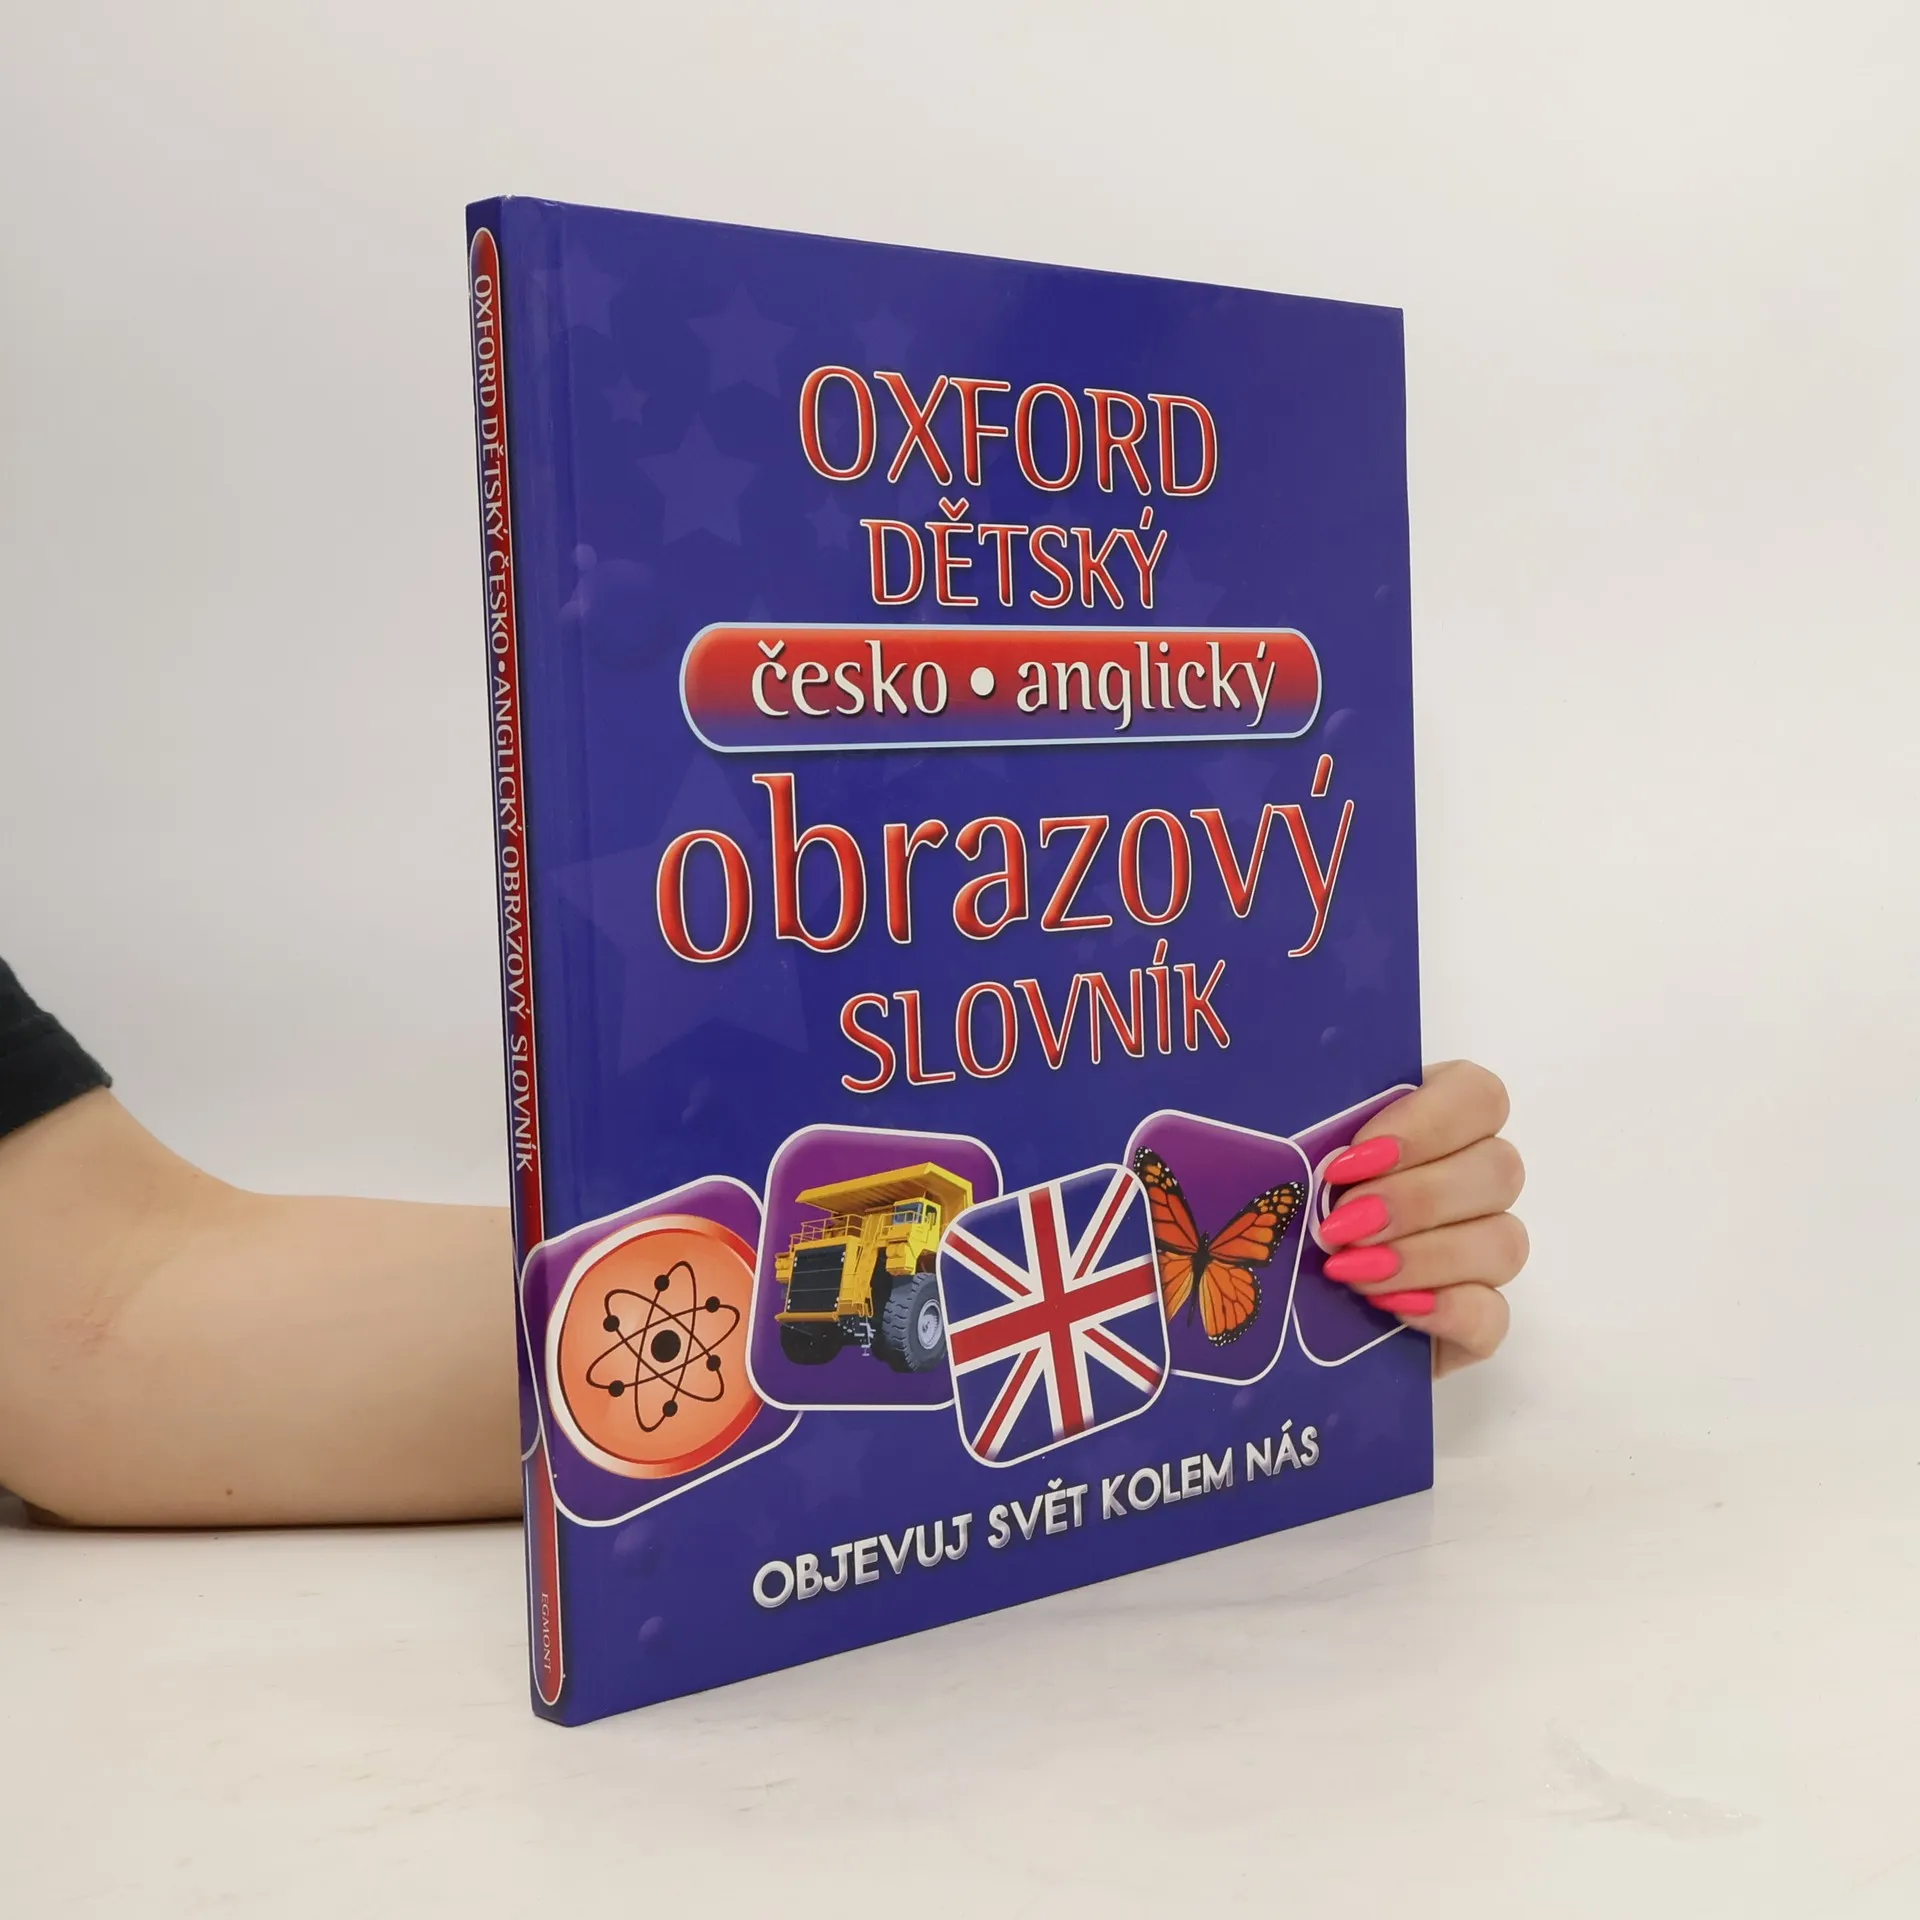 OXFORD DĚTSKÝ ČESKO • ANGLICKÝ OBRAZOVÝ SLOVNÍK
EGMONT
OXFORD
DĚTSKÝ
česko • anglický
obrazový
SLOVNÍK
OBJEVUJ SVĚT KOLEM NÁS